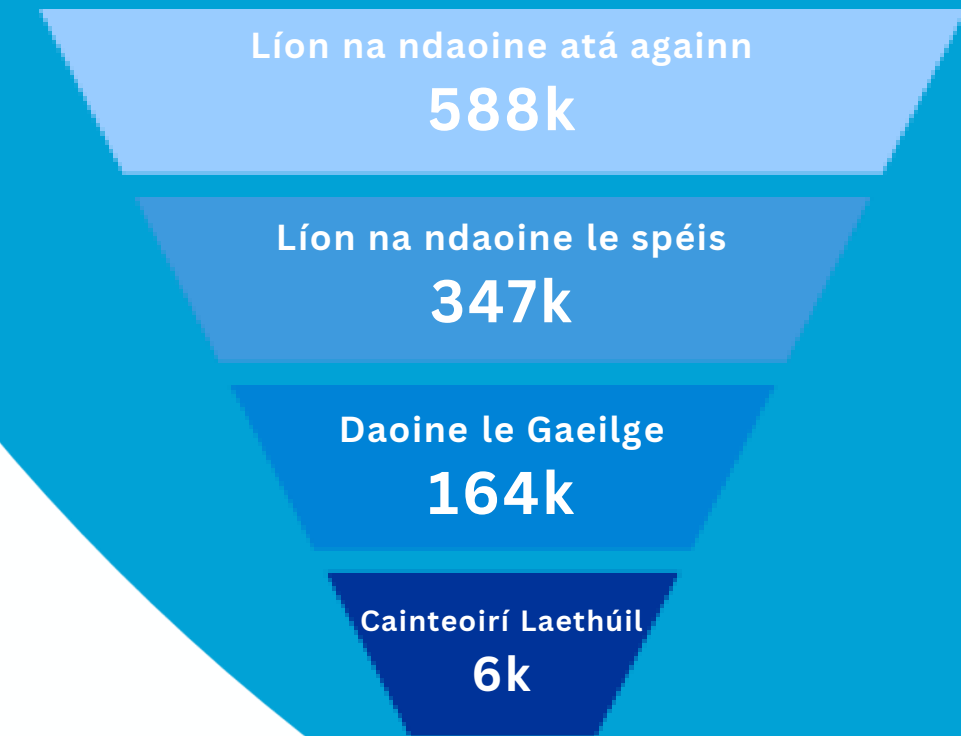 Líon na ndaoine atá againn
588k
Líon na ndaoine le spéis
347k
Daoine le Gaeilge
164k
Cainteoirí Laethúil
6k